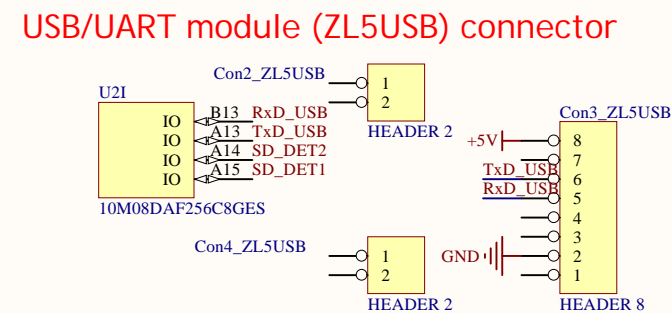 USB/UART module (ZL5USB) connector
U2I
IO B13 RxD_USB
IO A13 TxD_USB
IO A14 SD_DET2
IO A15 SD_DET1
10M08DAF256C8GES
Con2_ZL5USB
1
2
HEADER 2
Con4_ZL5USB
1
2
HEADER 2
Con3_ZL5USB
+5V 8
7
TxD_USB 6
RxD_USB 5
4
3
GND 2
1
HEADER 8